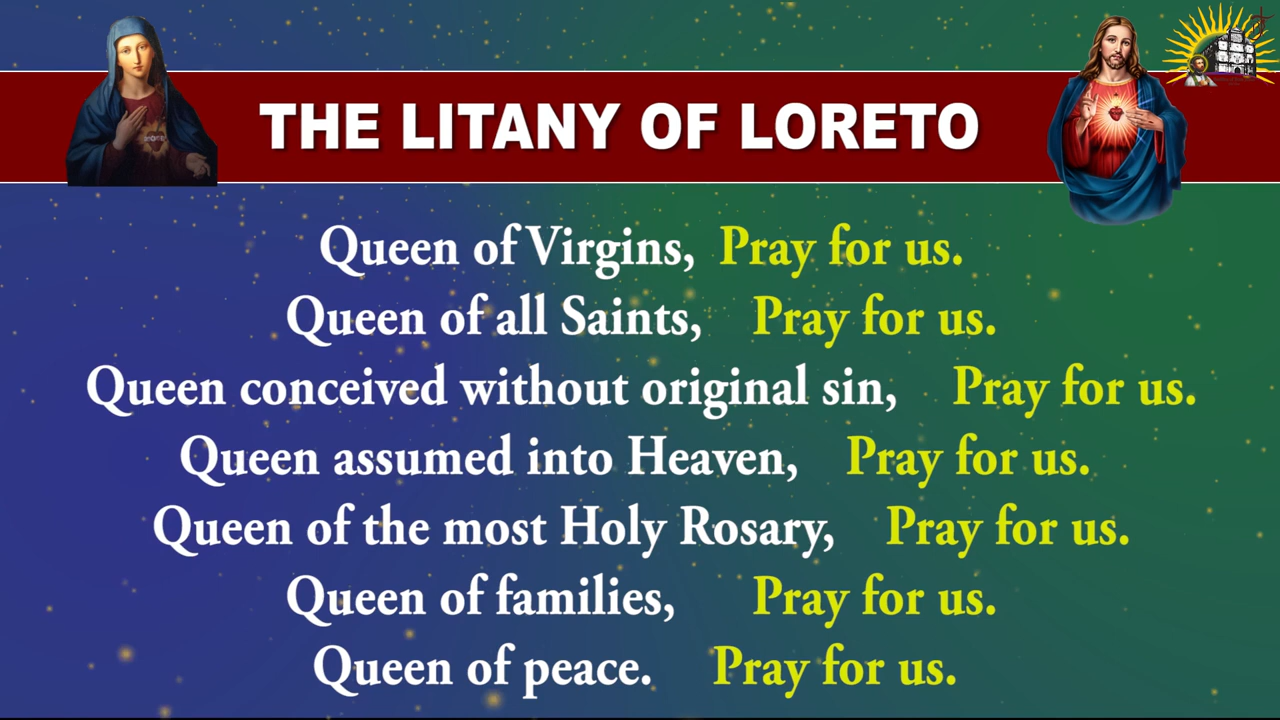 THE LITANY OF LORETO
Queen of Virgins, Pray for us.
Queen of all Saints, Pray for us.
Queen conceived without original sin, Pray for us.
Queen assumed into Heaven, Pray for us.
Queen of the most Holy Rosary, Pray for us.
Queen of families, Pray for us.
Queen of peace. Pray for us.